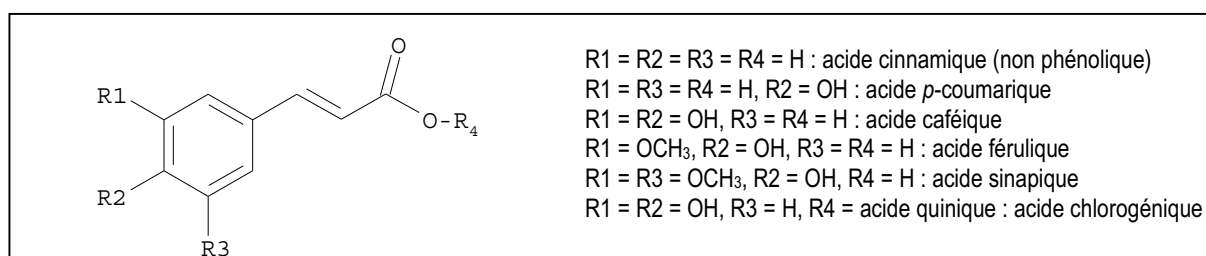 O
R1
O-R4
R2
R3
R1 = R2 = R3 = R4 = H : acide cinnamique (non phénolique)
R1 = R3 = R4 = H, R2 = OH : acide p-coumarique
R1 = R2 = OH, R3 = R4 = H : acide caféique
R1 = OCH₃, R2 = OH, R3 = R4 = H : acide férulique
R1 = R3 = OCH₃, R2 = OH, R4 = H : acide sinapique
R1 = R2 = OH, R3 = H, R4 = acide quinique : acide chlorogénique